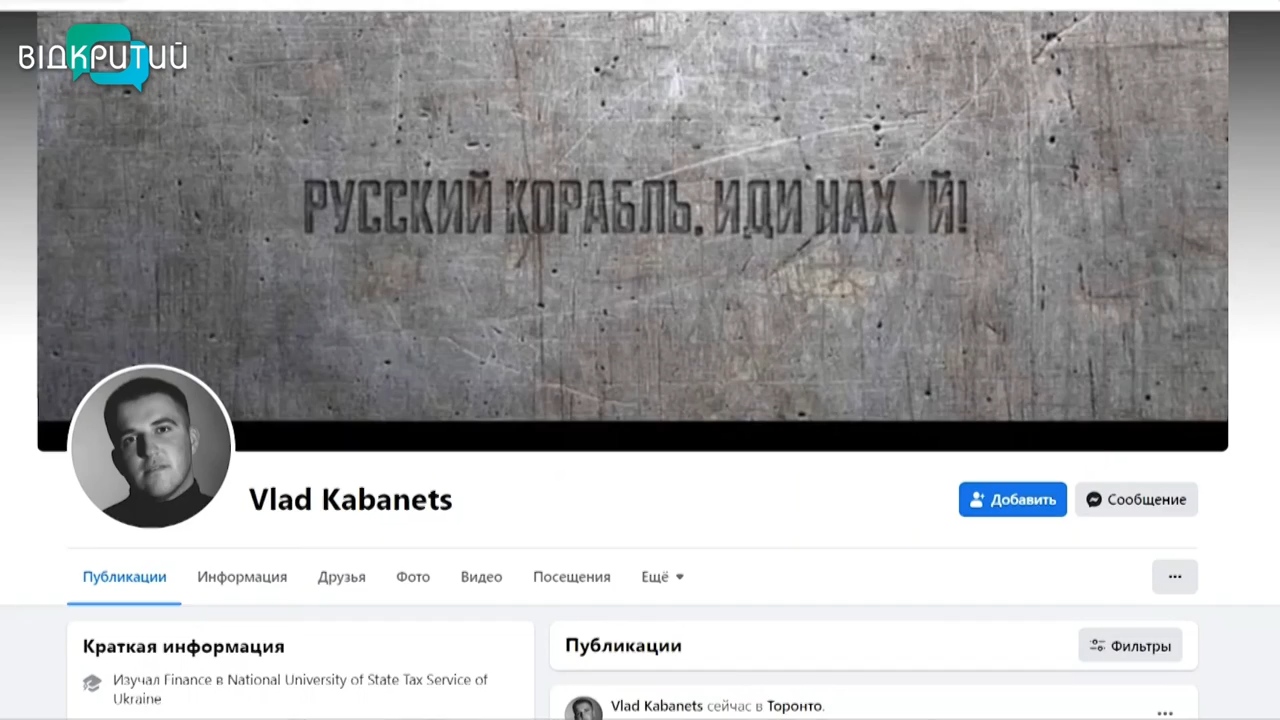 ВІДКРИТИЙ
РУССКИЙ КОРАБЛЬ, ИДИ НАХ Й!
Vlad Kabanets
Добавить
Сообщение
Публикации
Информация
Друзья
Фото
Видео
Посещения
Ещё
Краткая информация
Изучал Finance в National University of State Tax Service of
Ukraine
Публикации
Фильтры
Vlad Kabanets сейчас в Торонто.